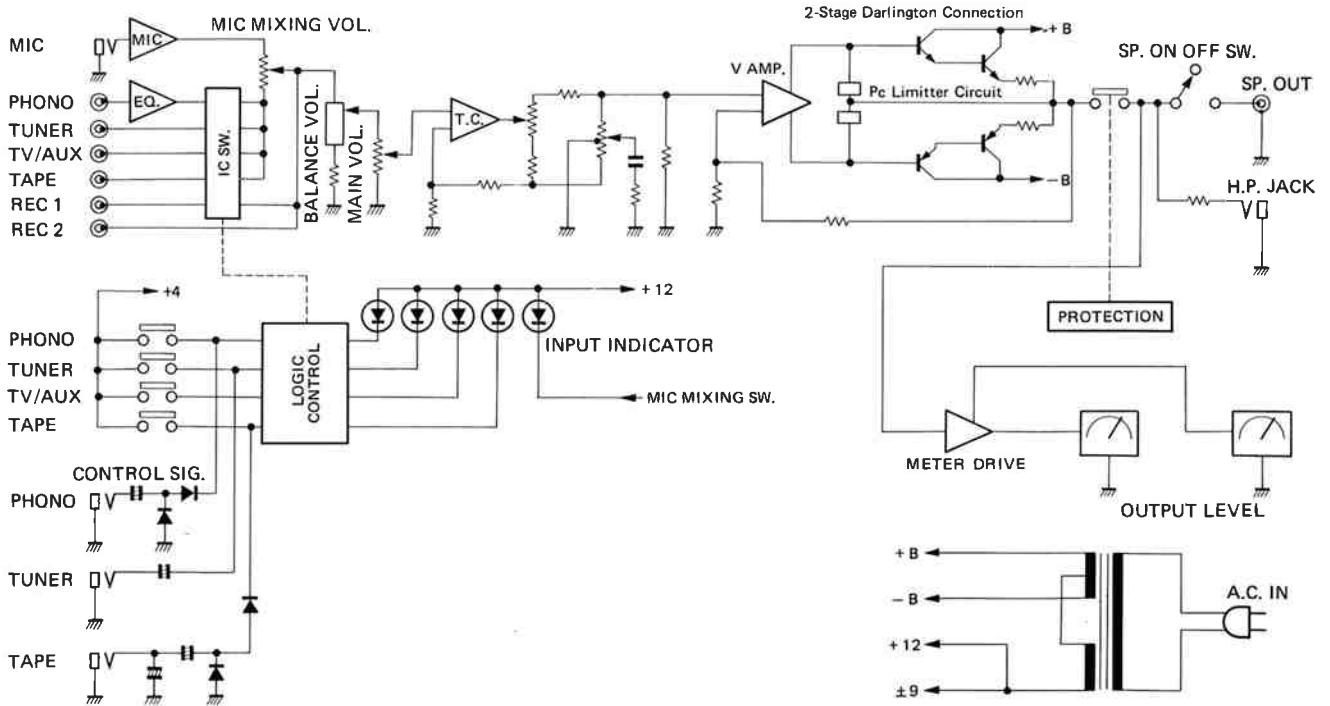 MIC MIXING VOL.
2-Stage Darlington Connection
MIC
MIC
+ B
SP. ON OFF SW.
V AMP.
PHONO
EQ.
Pc Limitter Circuit
SP. OUT
TUNER
T.C.
TV/AUX
IC SW.
TAPE
BALANCE VOL.
MAIN VOL.
REC 1
- B
H.P. JACK
REC 2
+4
+ 12
PROTECTION
PHONO
INPUT INDICATOR
TUNER
LOGIC
CONTROL
TV/AUX
MIC MIXING SW.
TAPE
METER DRIVE
CONTROL SIG.
PHONO
OUTPUT LEVEL
+ B
TUNER
- B
A.C. IN
+ 12
TAPE
±9